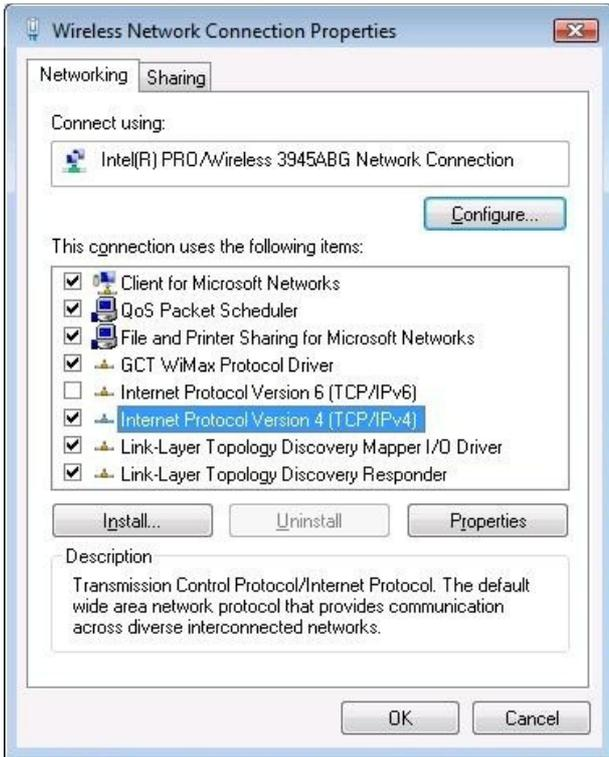 Wireless Network Connection Properties
Networking
Sharing
Connect using:
Intel(R) PRO/Wireless 3945ABG Network Connection
Configure...
This connection uses the following items:
Client for Microsoft Networks
QoS Packet Scheduler
File and Printer Sharing for Microsoft Networks
GCT WiMax Protocol Driver
Internet Protocol Version 6 (TCP/IPv6)
Internet Protocol Version 4 (TCP/IPv4)
Link-Layer Topology Discovery Mapper I/O Driver
Link-Layer Topology Discovery Responder
Install...
Uninstall
Properties
Description
Transmission Control Protocol/Internet Protocol. The default
wide area network protocol that provides communication
across diverse interconnected networks.
OK
Cancel